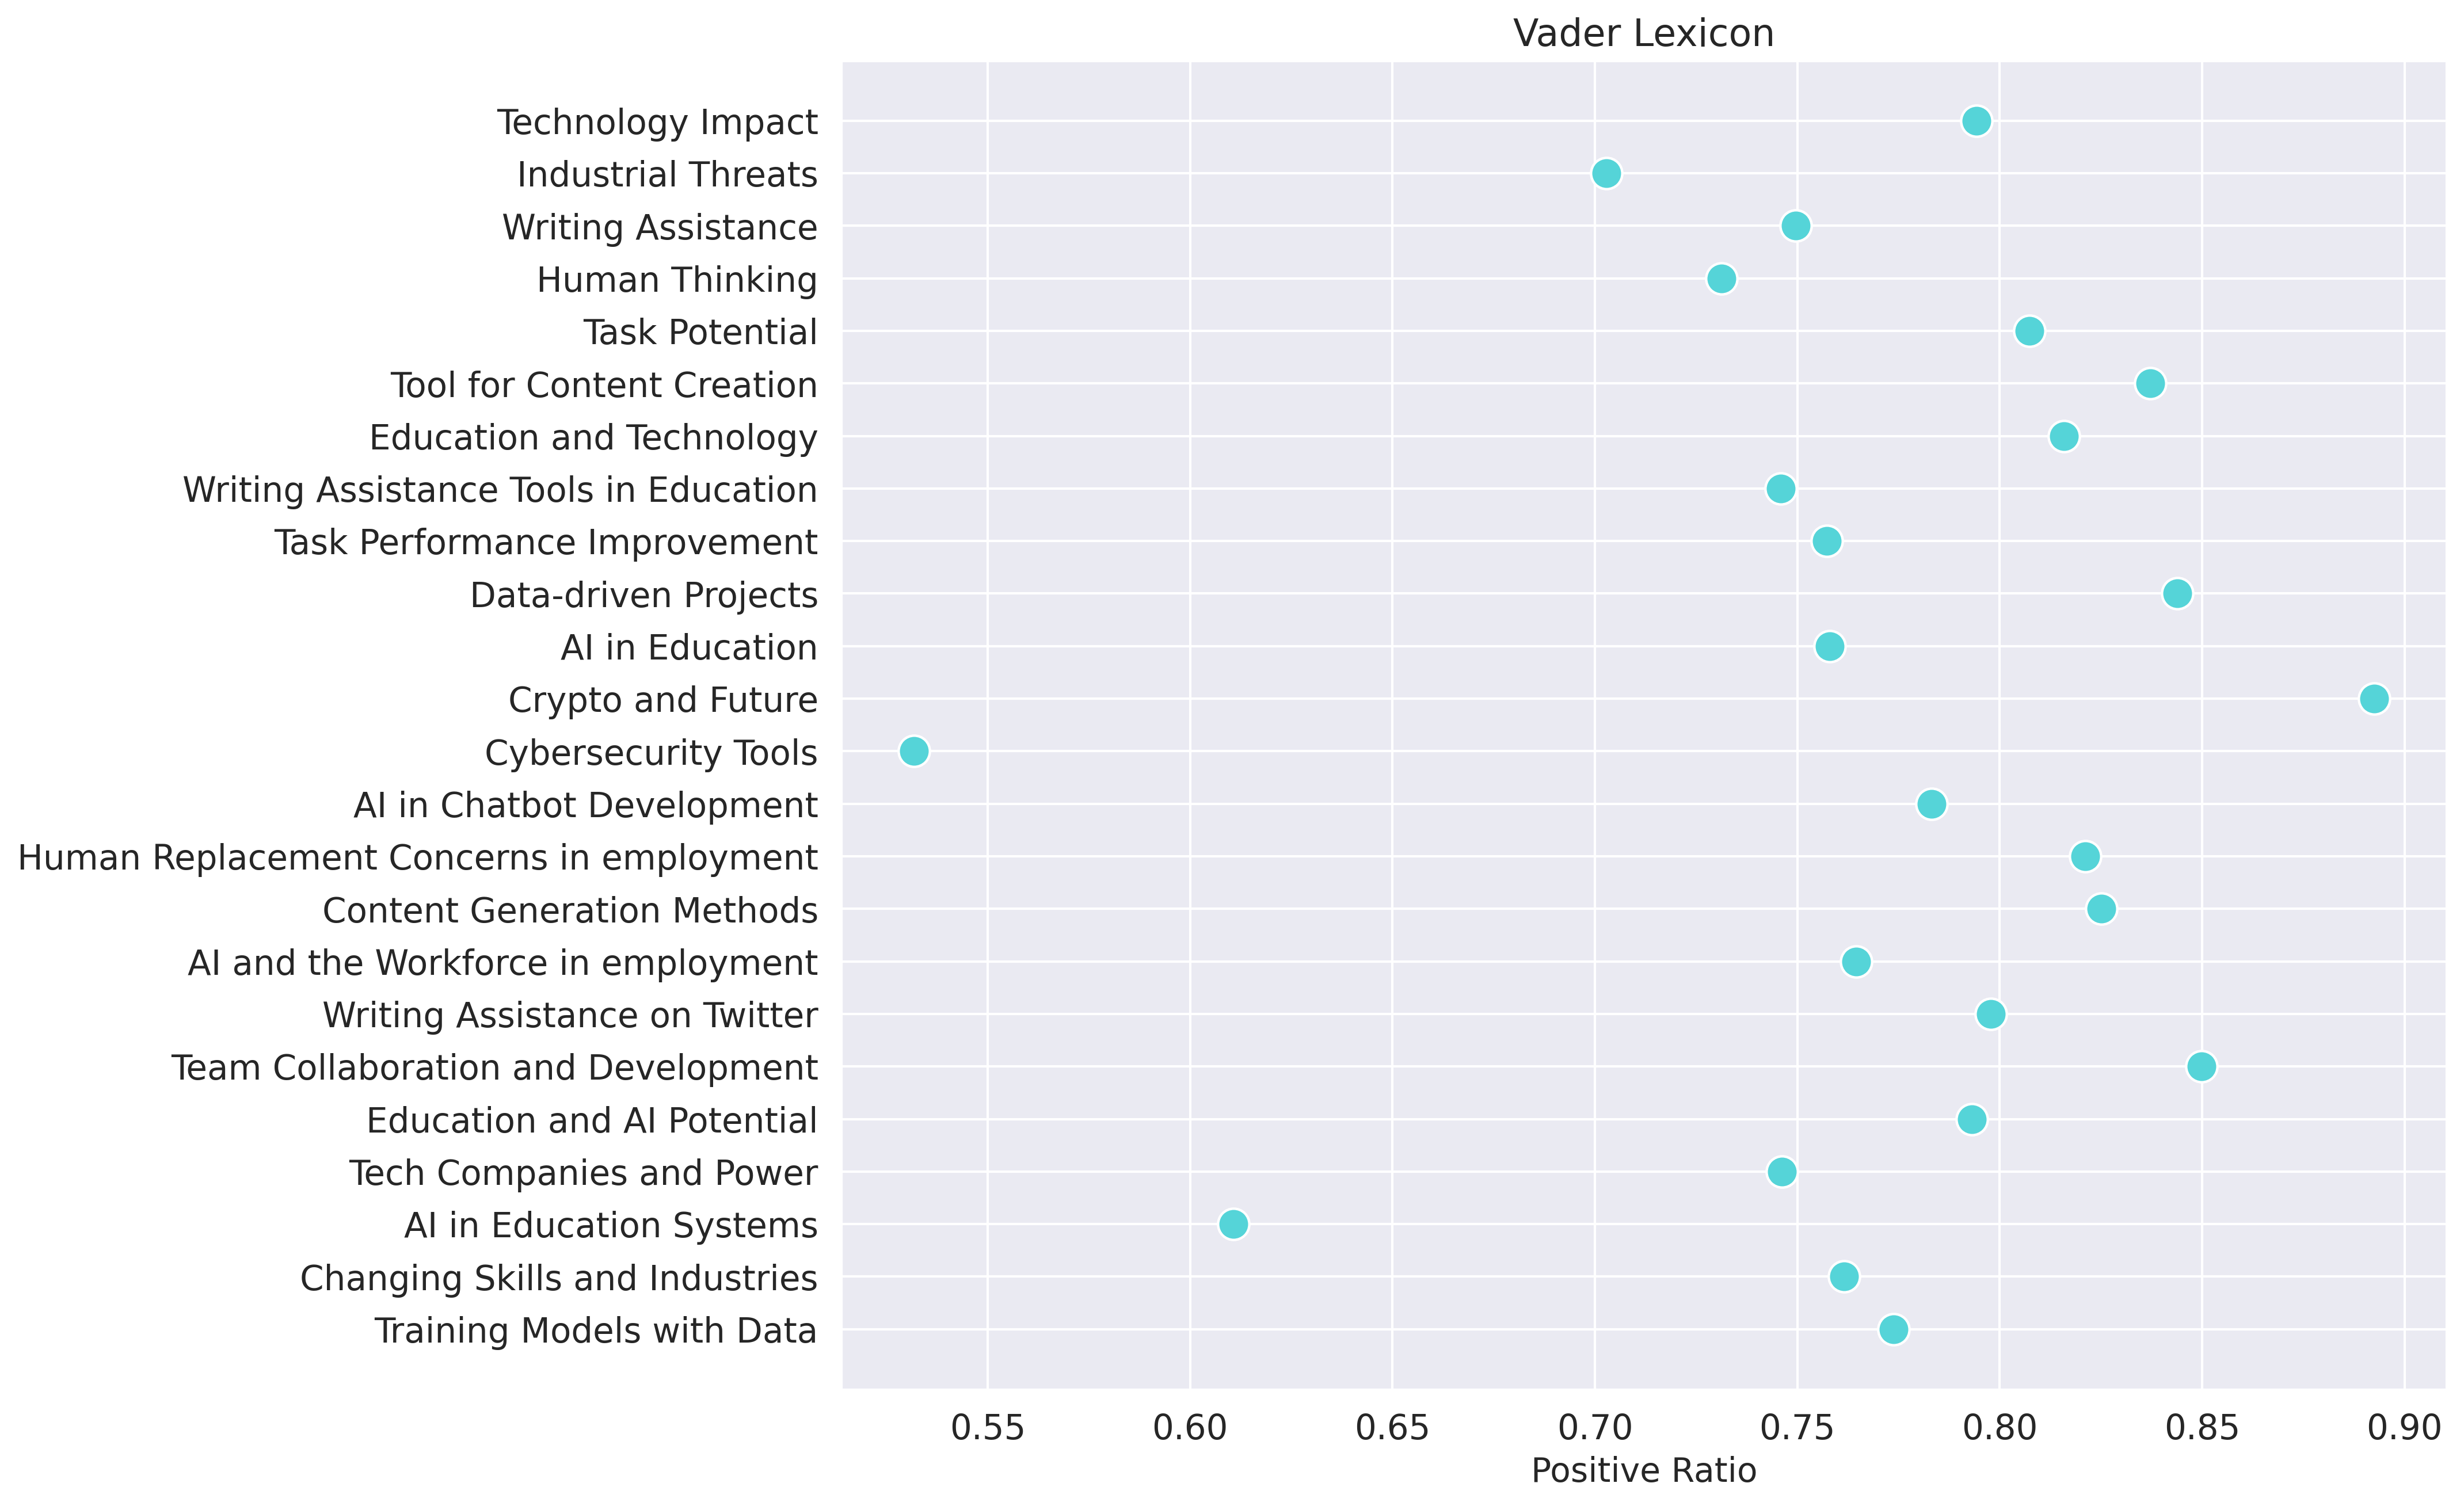 Vader Lexicon
Technology Impact
Industrial Threats
Writing Assistance
Human Thinking
Task Potential
Tool for Content Creation
Education and Technology
Writing Assistance Tools in Education
Task Performance Improvement
Data-driven Projects
AI in Education
Crypto and Future
Cybersecurity Tools
AI in Chatbot Development
Human Replacement Concerns in employment
Content Generation Methods
AI and the Workforce in employment
Writing Assistance on Twitter
Team Collaboration and Development
Education and AI Potential
Tech Companies and Power
AI in Education Systems
Changing Skills and Industries
Training Models with Data
0.55 0.60 0.65 0.70 0.75 0.80 0.85 0.90
Positive Ratio